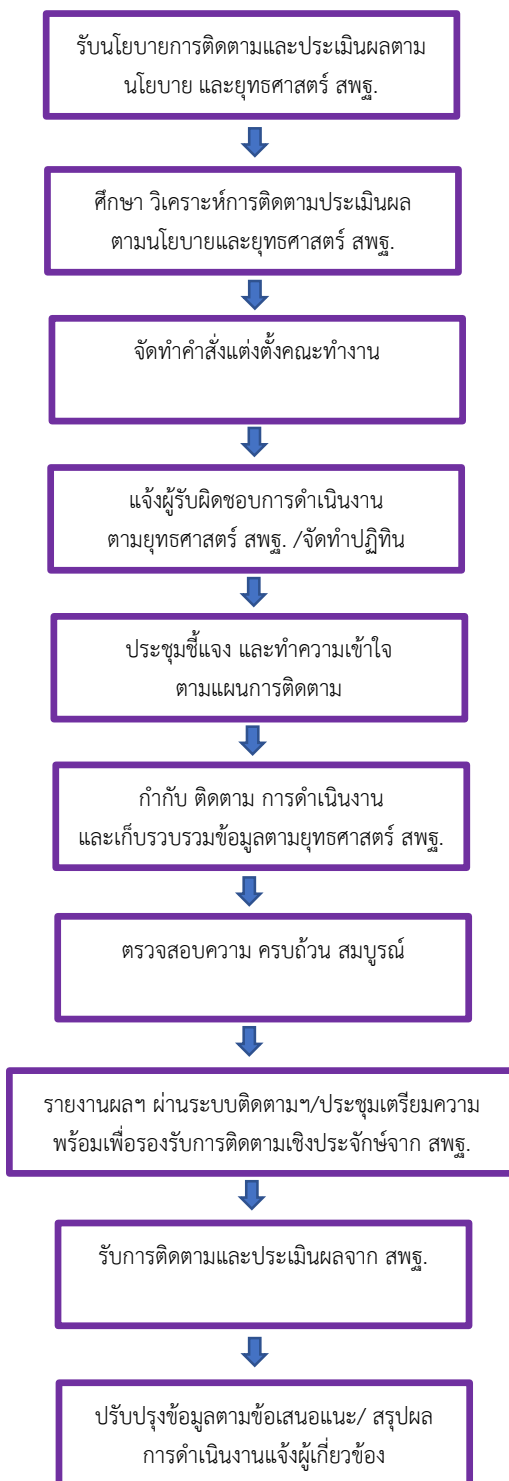 รับนโยบายการติดตามและประเมินผลตาม
นโยบาย และยุทธศาสตร์ สพฐ.
ศึกษา วิเคราะห์การติดตามประเมินผล
ตามนโยบายและยุทธศาสตร์ สพฐ.
จัดทำคำสั่งแต่งตั้งคณะทำงาน
แจ้งผู้รับผิดชอบการดำเนินงาน
ตามยุทธศาสตร์ สพฐ. /จัดทำปฏิทิน
ประชุมชี้แจง และทำความเข้าใจ
ตามแผนการติดตาม
กำกับ ติดตาม การดำเนินงาน
และเก็บรวบรวมข้อมูลตามยุทธศาสตร์ สพฐ.
ตรวจสอบความ ครบถ้วน สมบูรณ์
รายงานผลฯ ผ่านระบบติดตามฯ/ประชุมเตรียมความ
พร้อมเพื่อรองรับการติดตามเชิงประจักษ์จาก สพฐ.
รับการติดตามและประเมินผลจาก สพฐ.
ปรับปรุงข้อมูลตามข้อเสนอแนะ/ สรุปผล
การดำเนินงานแจ้งผู้เกี่ยวข้อง